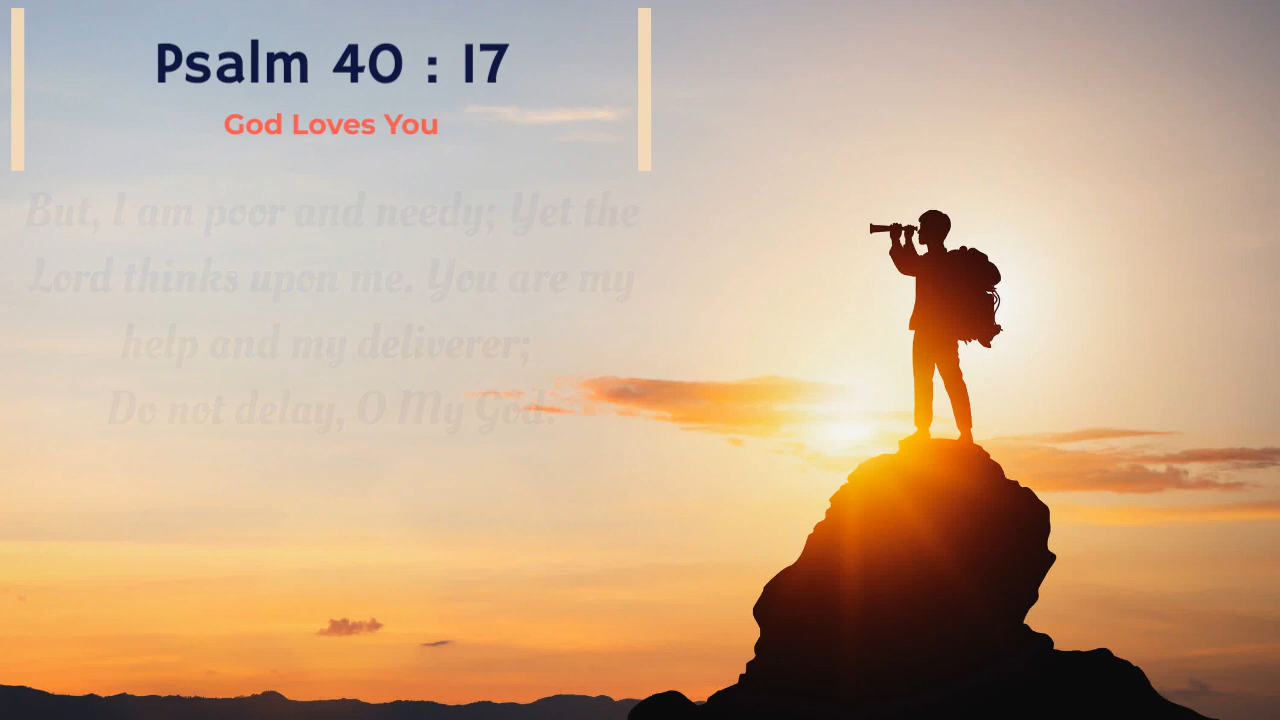 Psalm 40 : 17
God Loves You
But, I am poor and needy; Yet the
Lord thinks upon me. You are my
help and my deliverer;
Do not delay, O My God.